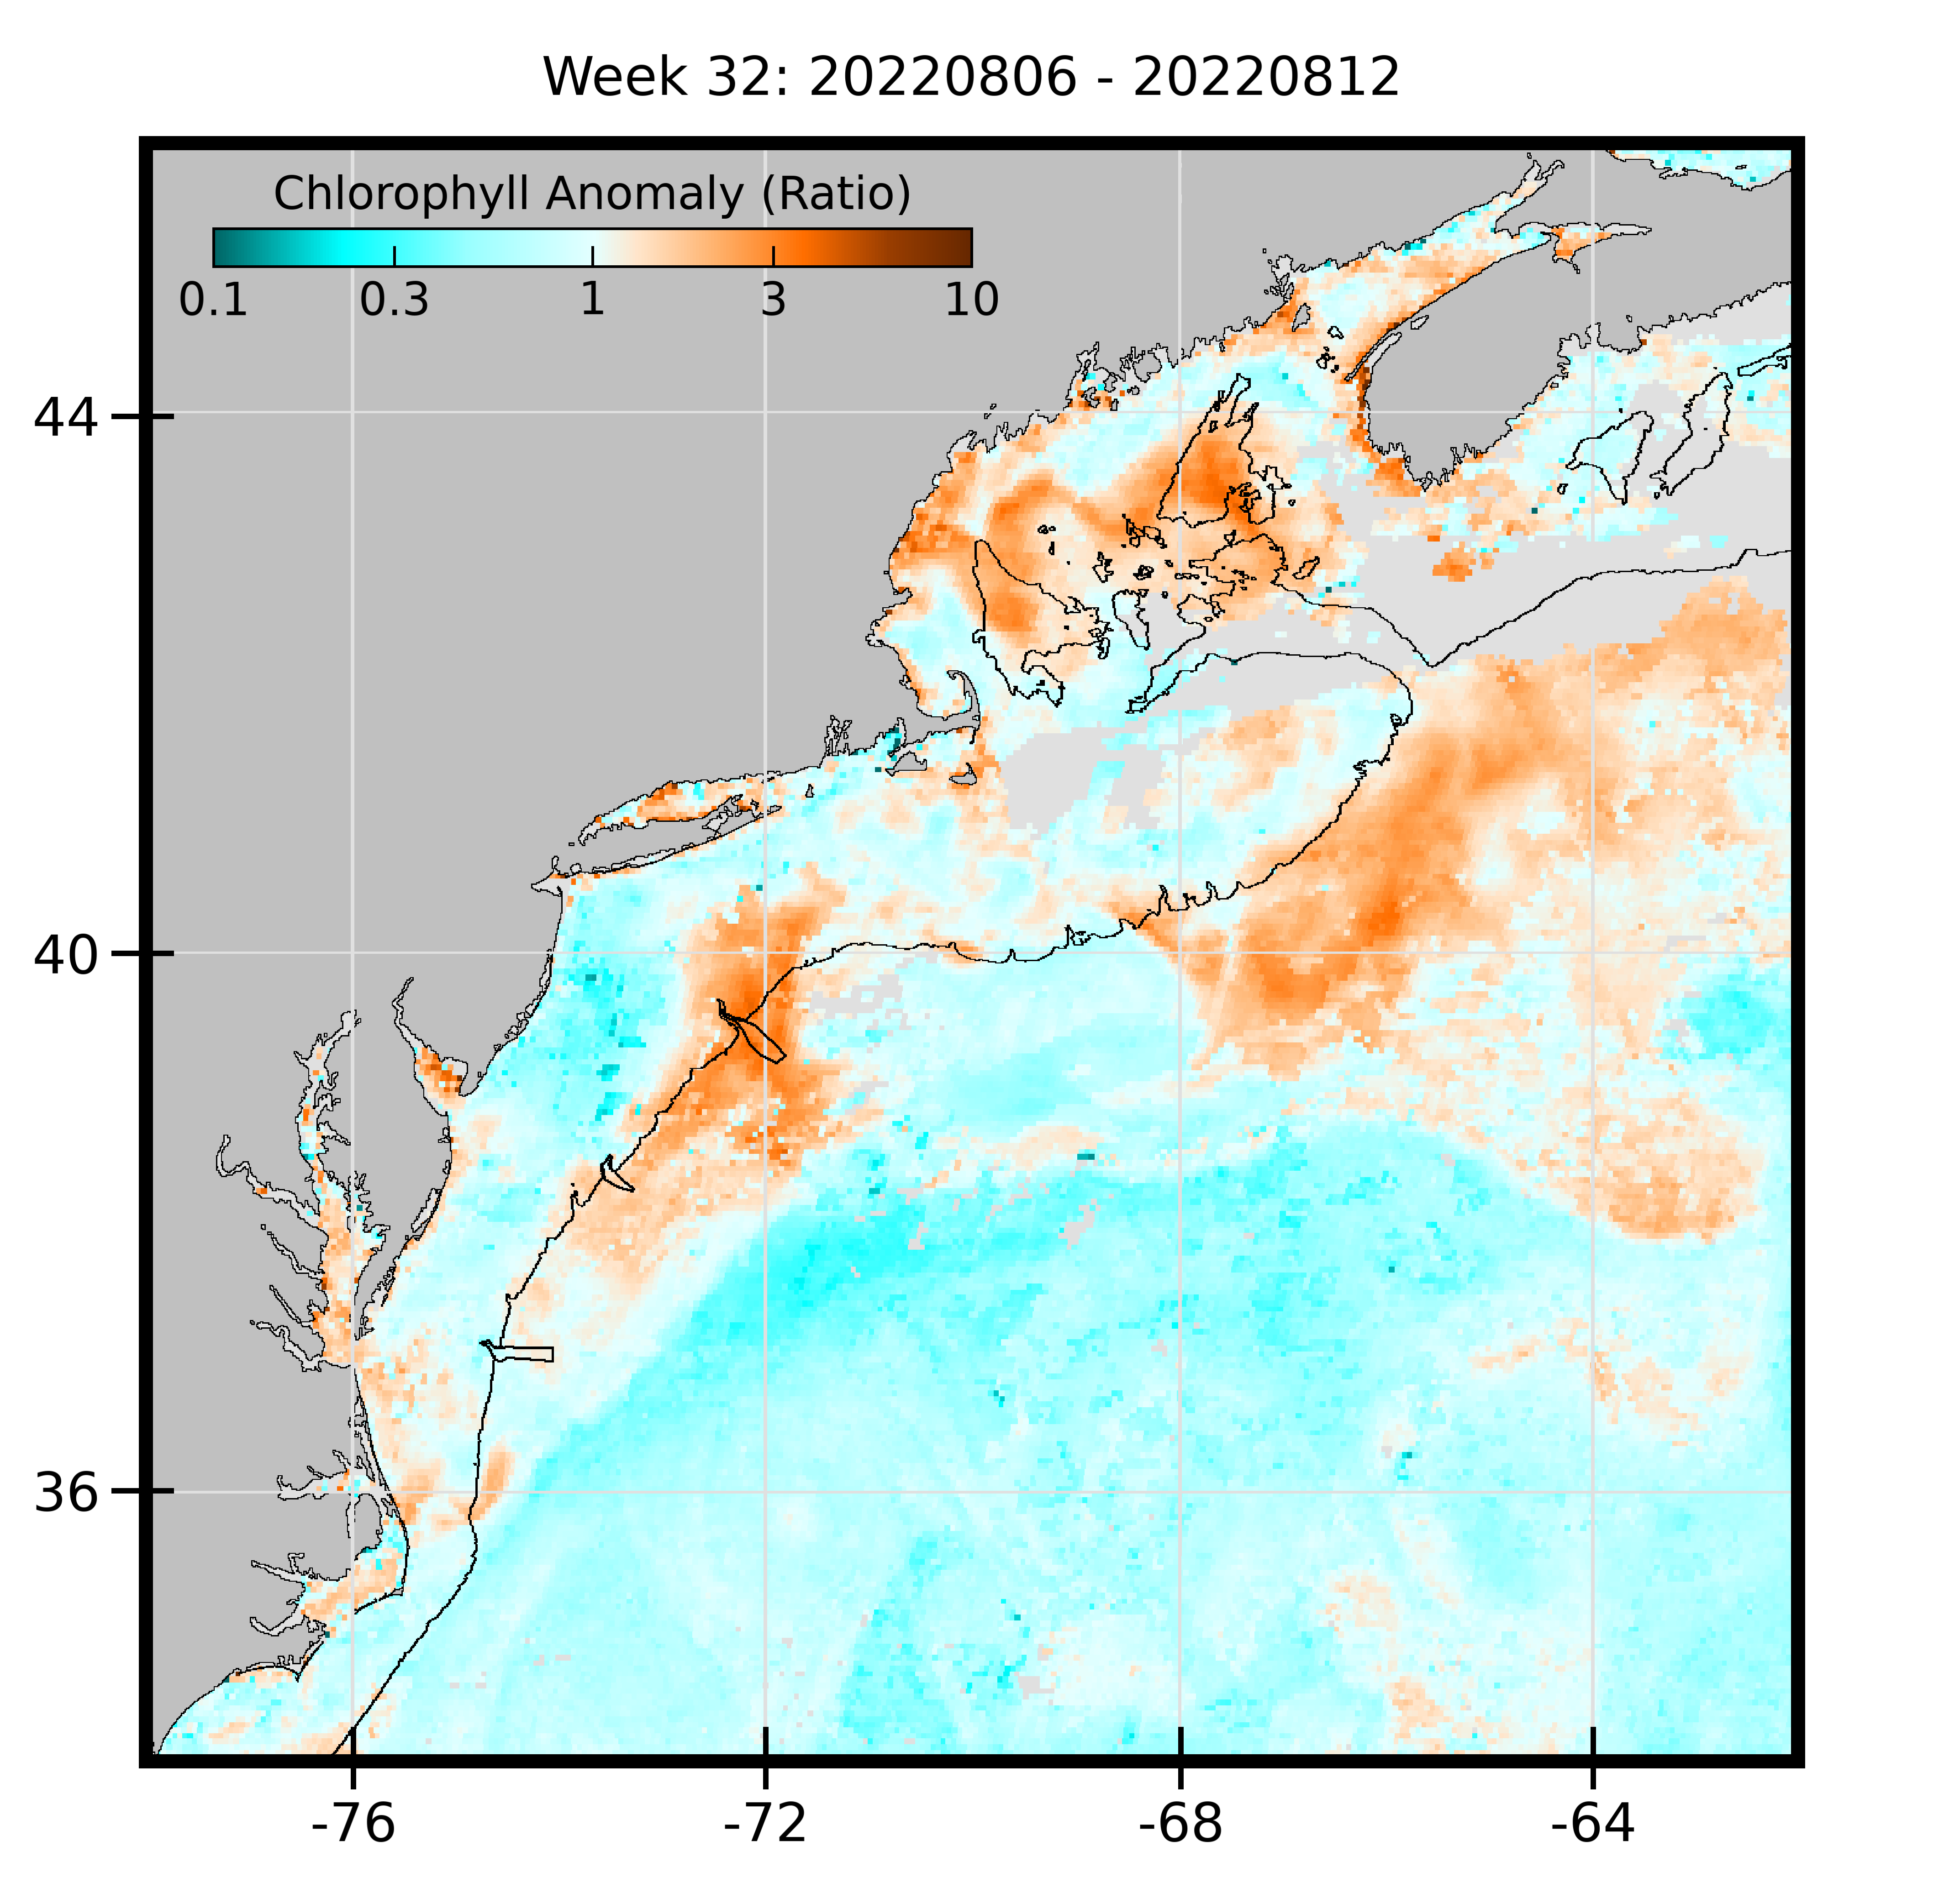 Week 32: 20220806 - 20220812
Chlorophyll Anomaly (Ratio)
0.1 0.3 1 3 10
44
40
36
-76 -72 -68 -64